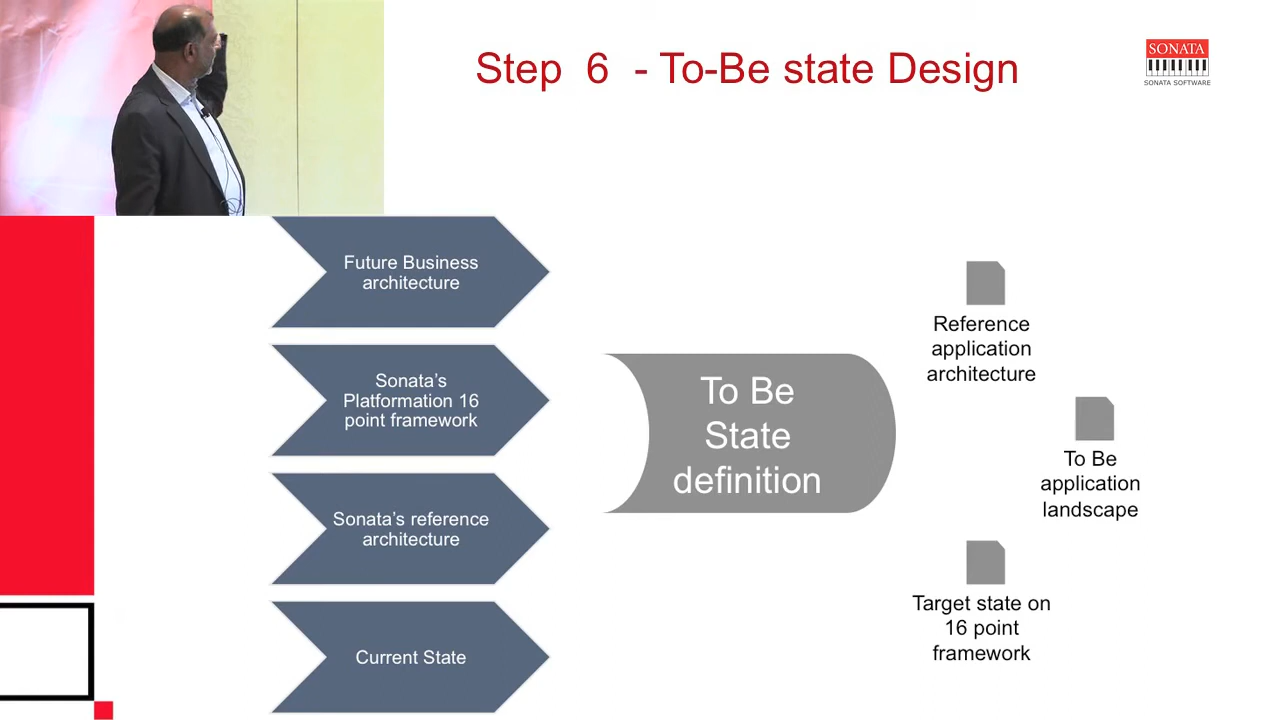 Step 6 - To-Be state Design
SONATA
SONATA SOFTWARE
Future Business
architecture
Sonata's
Platformation 16
point framework
Sonata's reference
architecture
Current State
To Be
State
definition
Reference
application
architecture
To Be
application
landscape
Target state on
16 point
framework